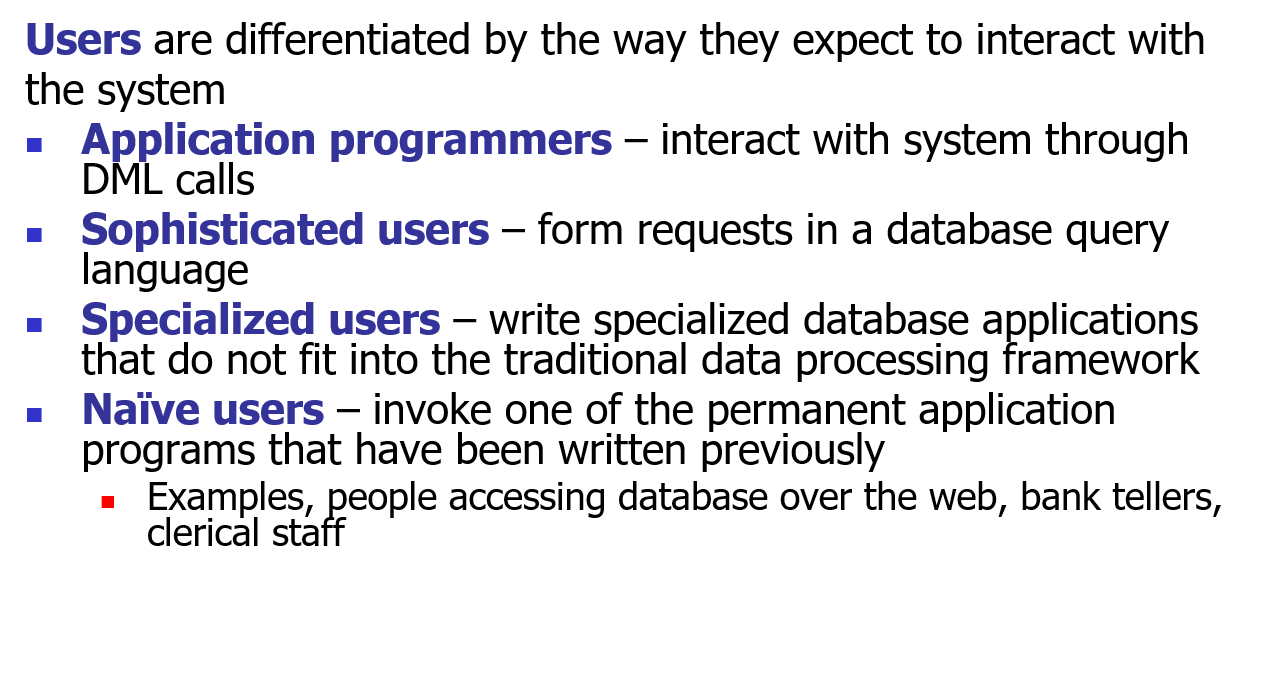 Users are differentiated by the way they expect to interact with
the system
Application programmers – interact with system through
DML calls
Sophisticated users – form requests in a database query
language
Specialized users – write specialized database applications
that do not fit into the traditional data processing framework
Naïve users – invoke one of the permanent application
programs that have been written previously
Examples, people accessing database over the web, bank tellers,
clerical staff